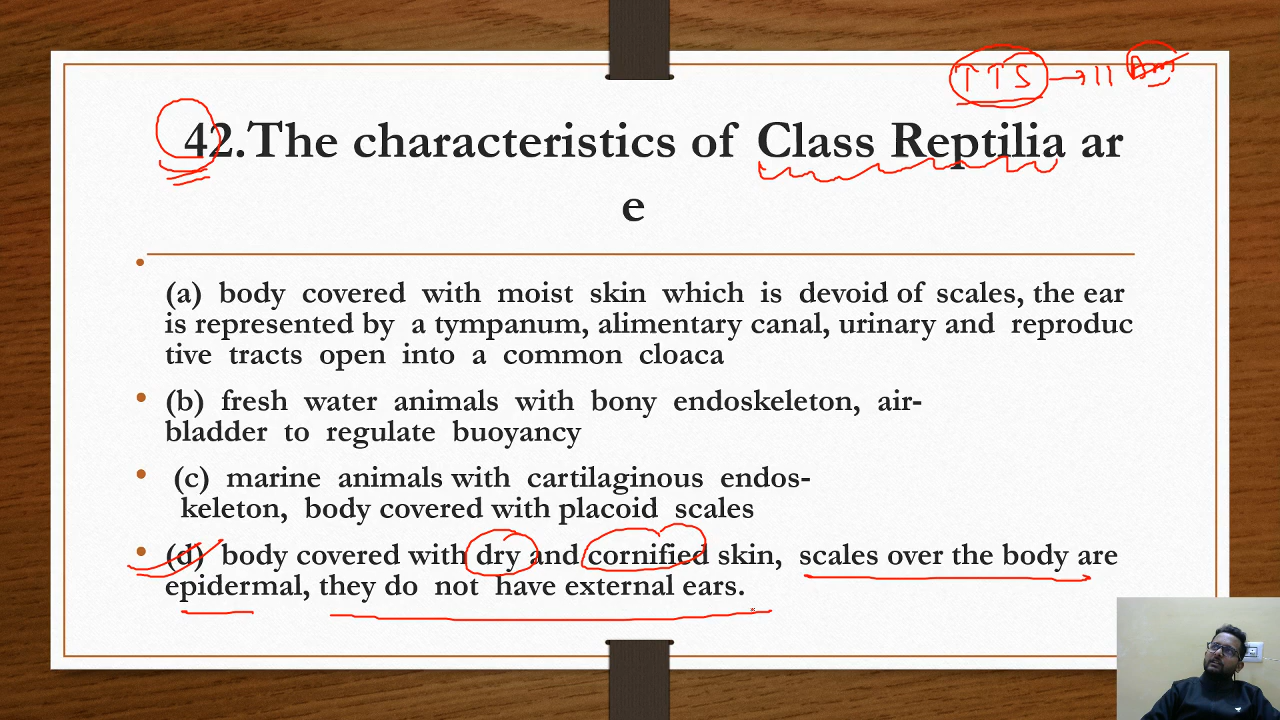 TTS → 11
42.The characteristics of Class Reptilia ar
e
(a) body covered with moist skin which is devoid of scales, the ear
is represented by a tympanum, alimentary canal, urinary and reproduc
tive tracts open into a common cloaca
(b) fresh water animals with bony endoskeleton, air-
bladder to regulate buoyancy
(c) marine animals with cartilaginous endos-
keleton, body covered with placoid scales
(d) body covered with dry and cornified skin, scales over the body are
epidermal, they do not have external ears.